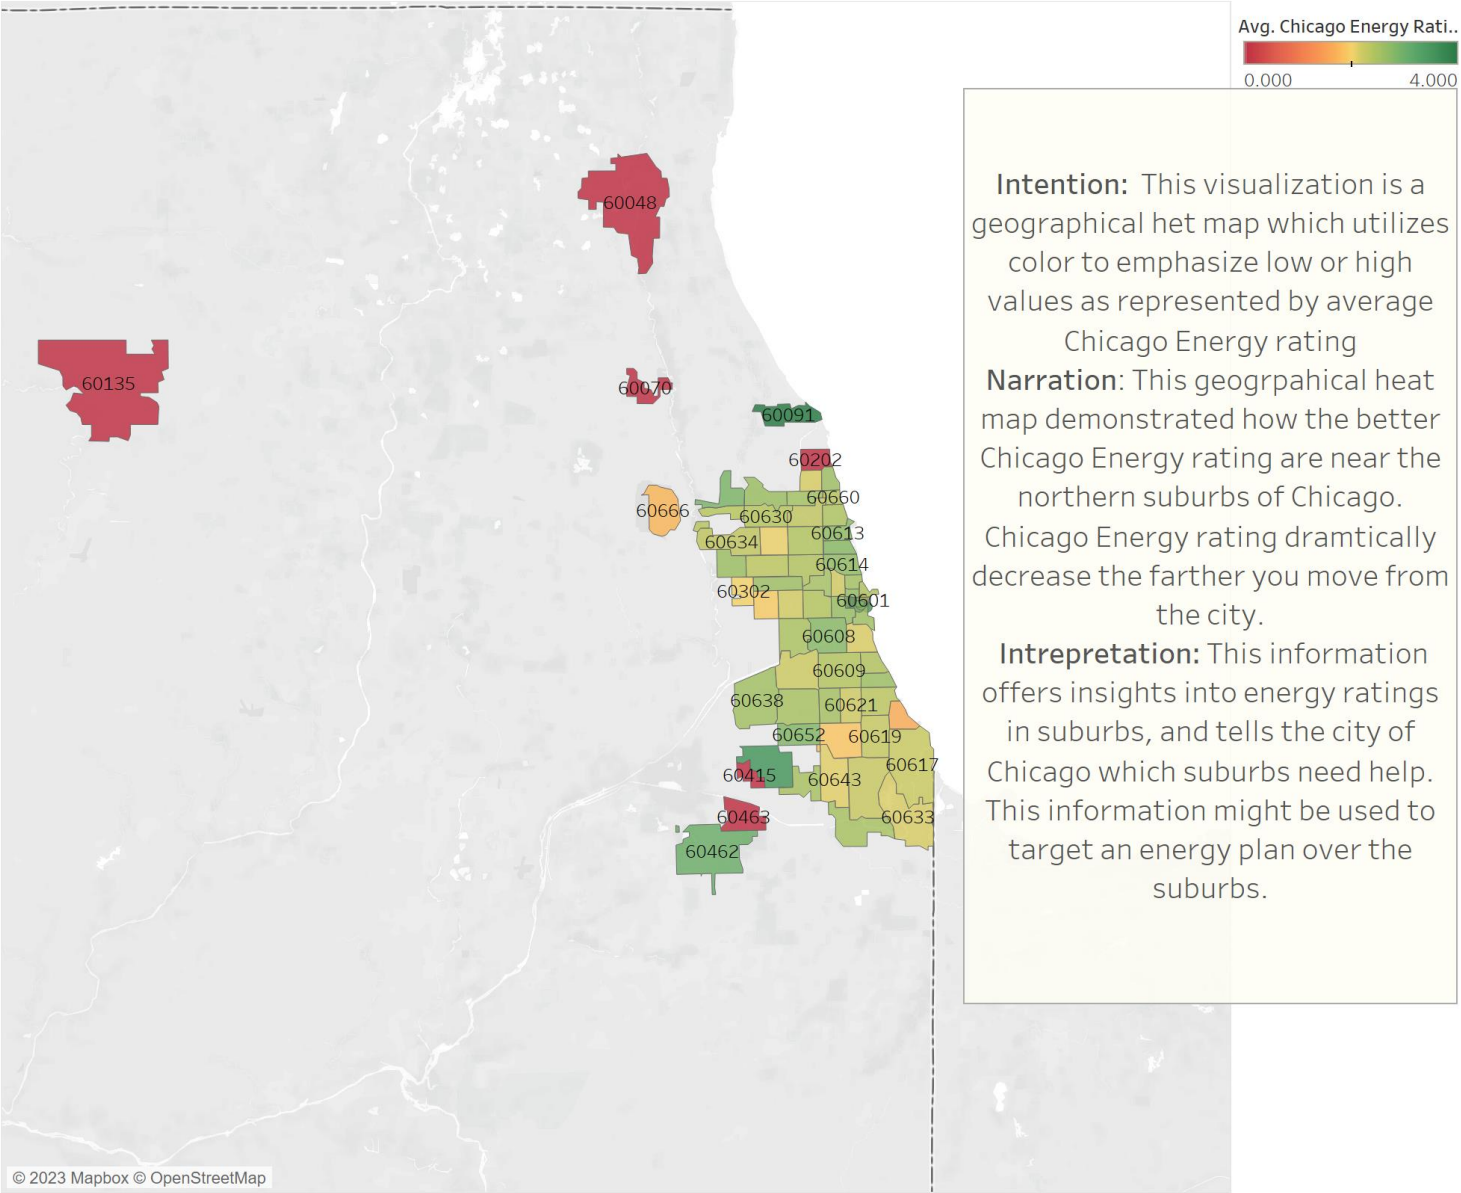 Avg. Chicago Energy Rati..
0.000 4.000
Intention: This visualization is a
geographical het map which utilizes
color to emphasize low or high
values as represented by average
Chicago Energy rating
Narration: This geogrpahical heat
map demonstrated how the better
Chicago Energy rating are near the
northern suburbs of Chicago.
Chicago Energy rating dramtically
decrease the farther you move from
the city.
Intrepretation: This information
offers insights into energy ratings
in suburbs, and tells the city of
Chicago which suburbs need help.
This information might be used to
target an energy plan over the
suburbs.
60048
60135
60070
60091
60202
60660
60666
60630
60613
60634
60614
60302
60601
60608
60609
60638
60621
60652
60619
60617
60415
60643
60463
60633
60462
© 2023 Mapbox © OpenStreetMap